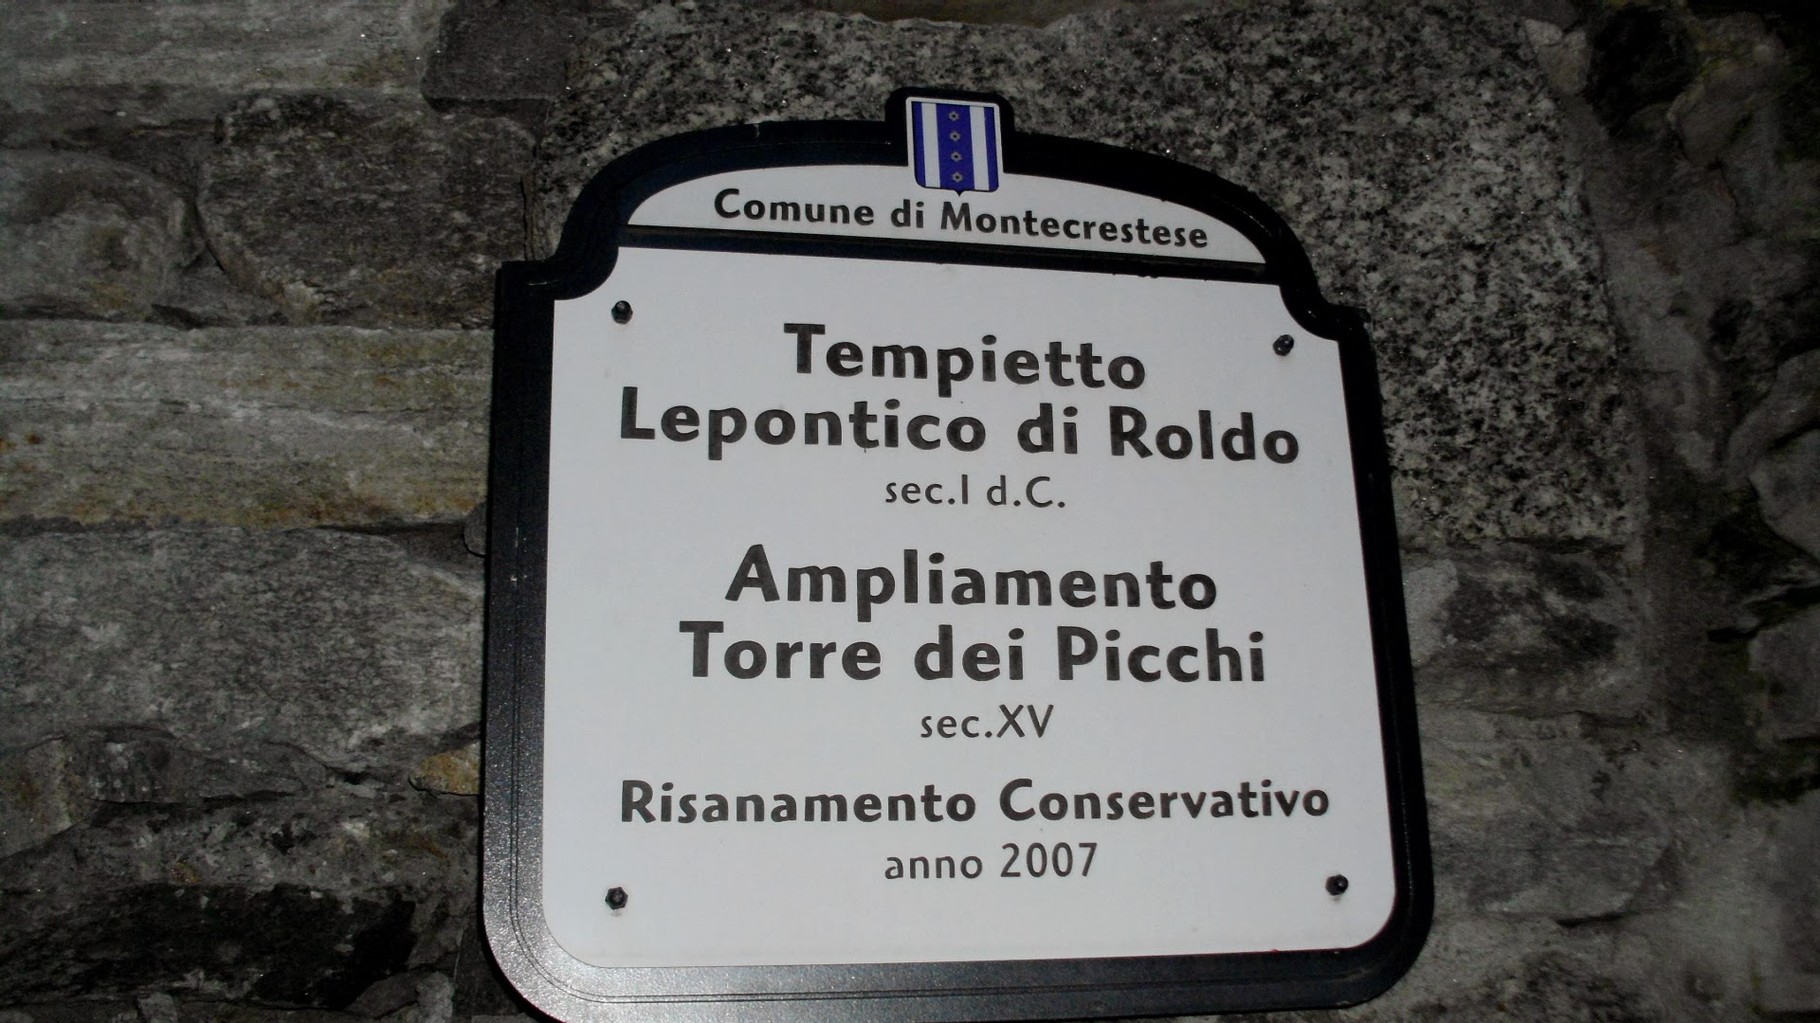 Comune di Montecrestese
Tempietto
Lepontico di Roldo
sec.I d.C.
Ampliamento
Torre dei Picchi
sec.XV
Risanamento Conservativo
anno 2007